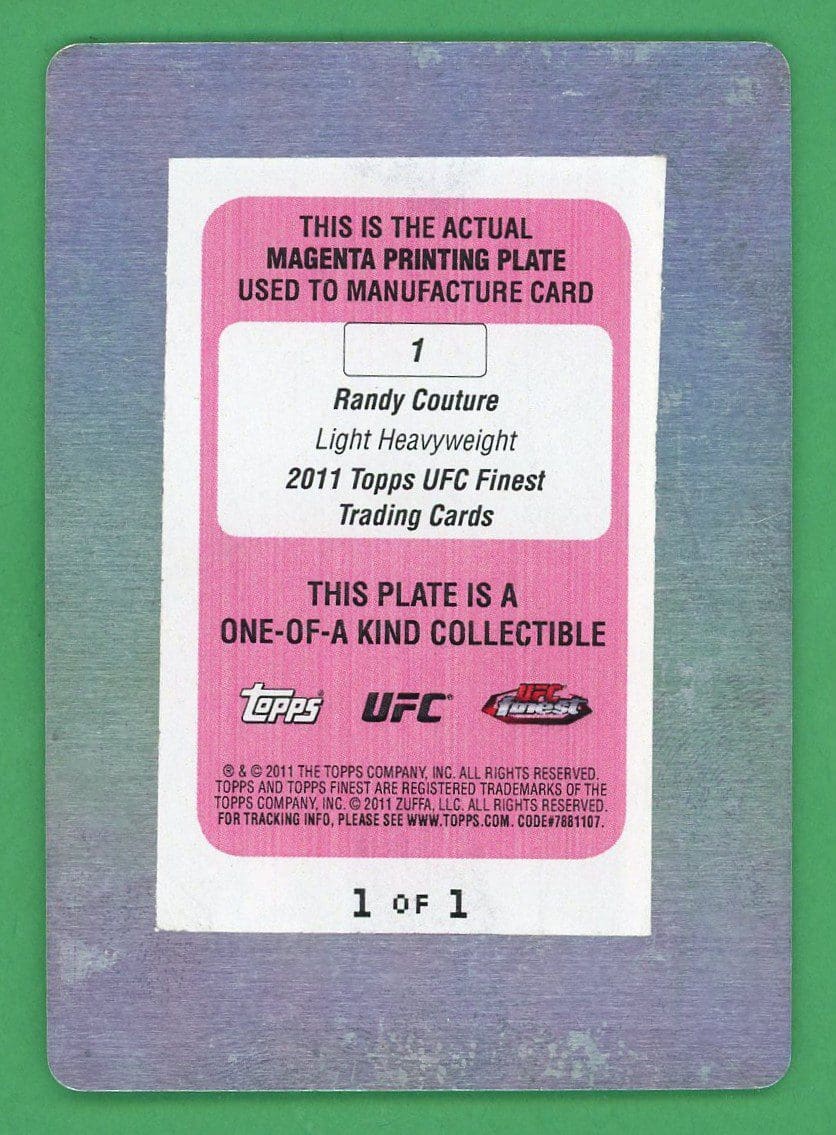 THIS IS THE ACTUAL
MAGENTA PRINTING PLATE
USED TO MANUFACTURE CARD
1
Randy Couture
Light Heavyweight
2011 Topps UFC Finest
Trading Cards
THIS PLATE IS A
ONE-OF-A KIND COLLECTIBLE
Topps® UFC® UFC Finest
® & © 2011 THE TOPPS COMPANY, INC. ALL RIGHTS RESERVED.
TOPPS AND TOPPS FINEST ARE REGISTERED TRADEMARKS OF THE
TOPPS COMPANY, INC. © 2011 ZUFFA, LLC. ALL RIGHTS RESERVED.
FOR TRACKING INFO, PLEASE SEE WWW.TOPPS.COM. CODE#7881107.
1 OF 1